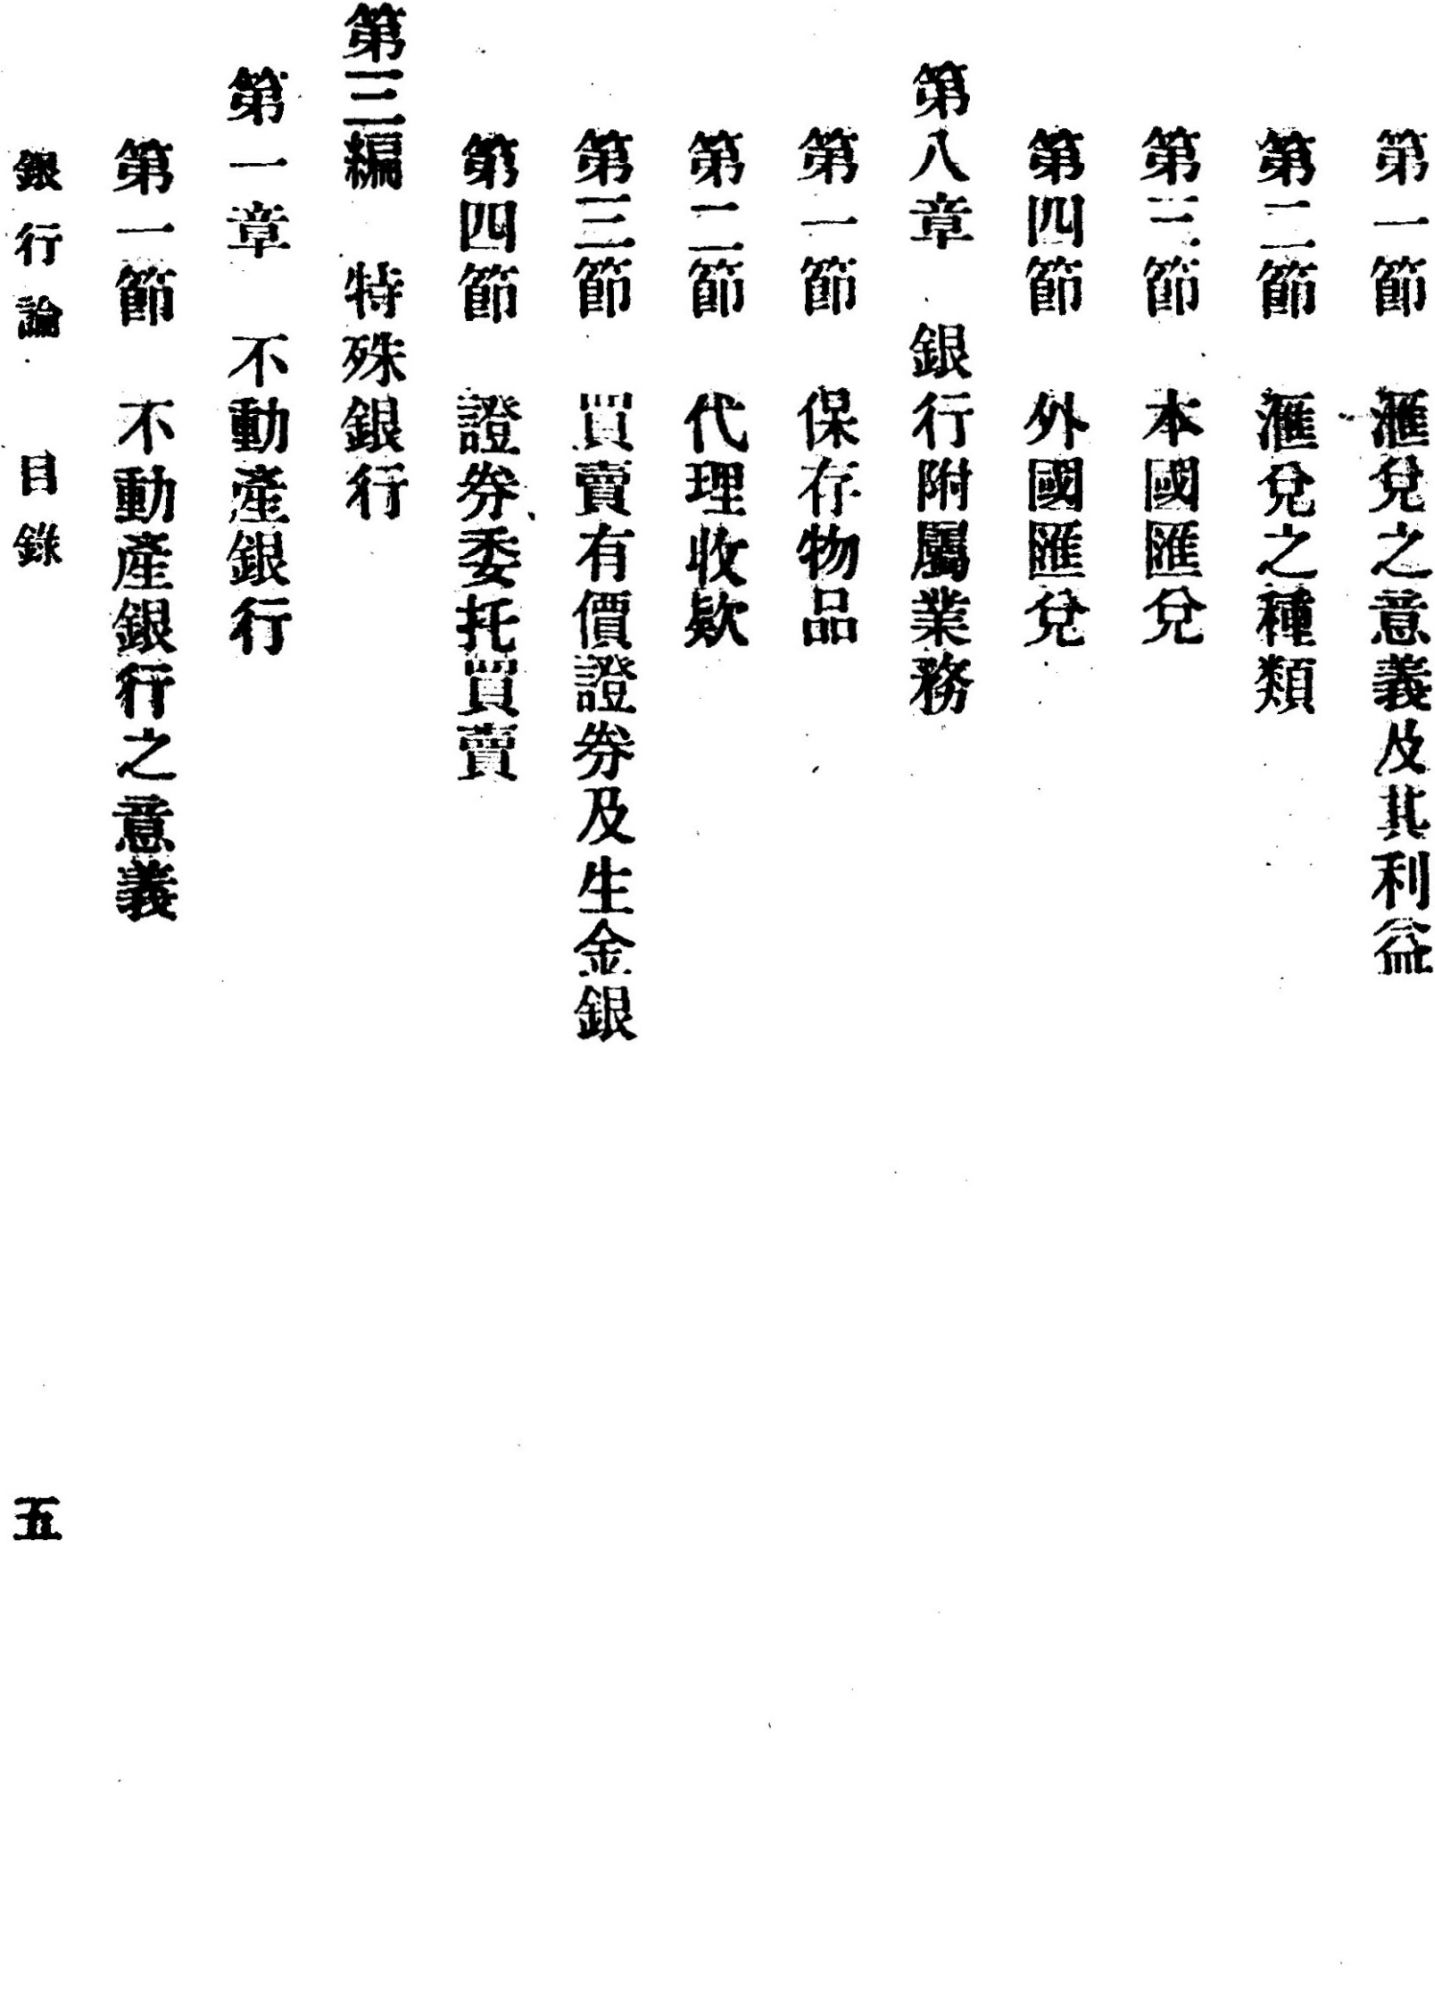 第一節　滙兌之意義及其利益
第二節　滙兌之種類
第三節　本國匯兌
第四節　外國匯兌
第八章　銀行附屬業務
第一節　保存物品
第二節　代理收欵
第三節　買賣有價證券及生金銀
第四節　證券委托買賣
第三編　特殊銀行
第一章　不動產銀行
第一節　不動產銀行之意義
銀行論　目錄　五